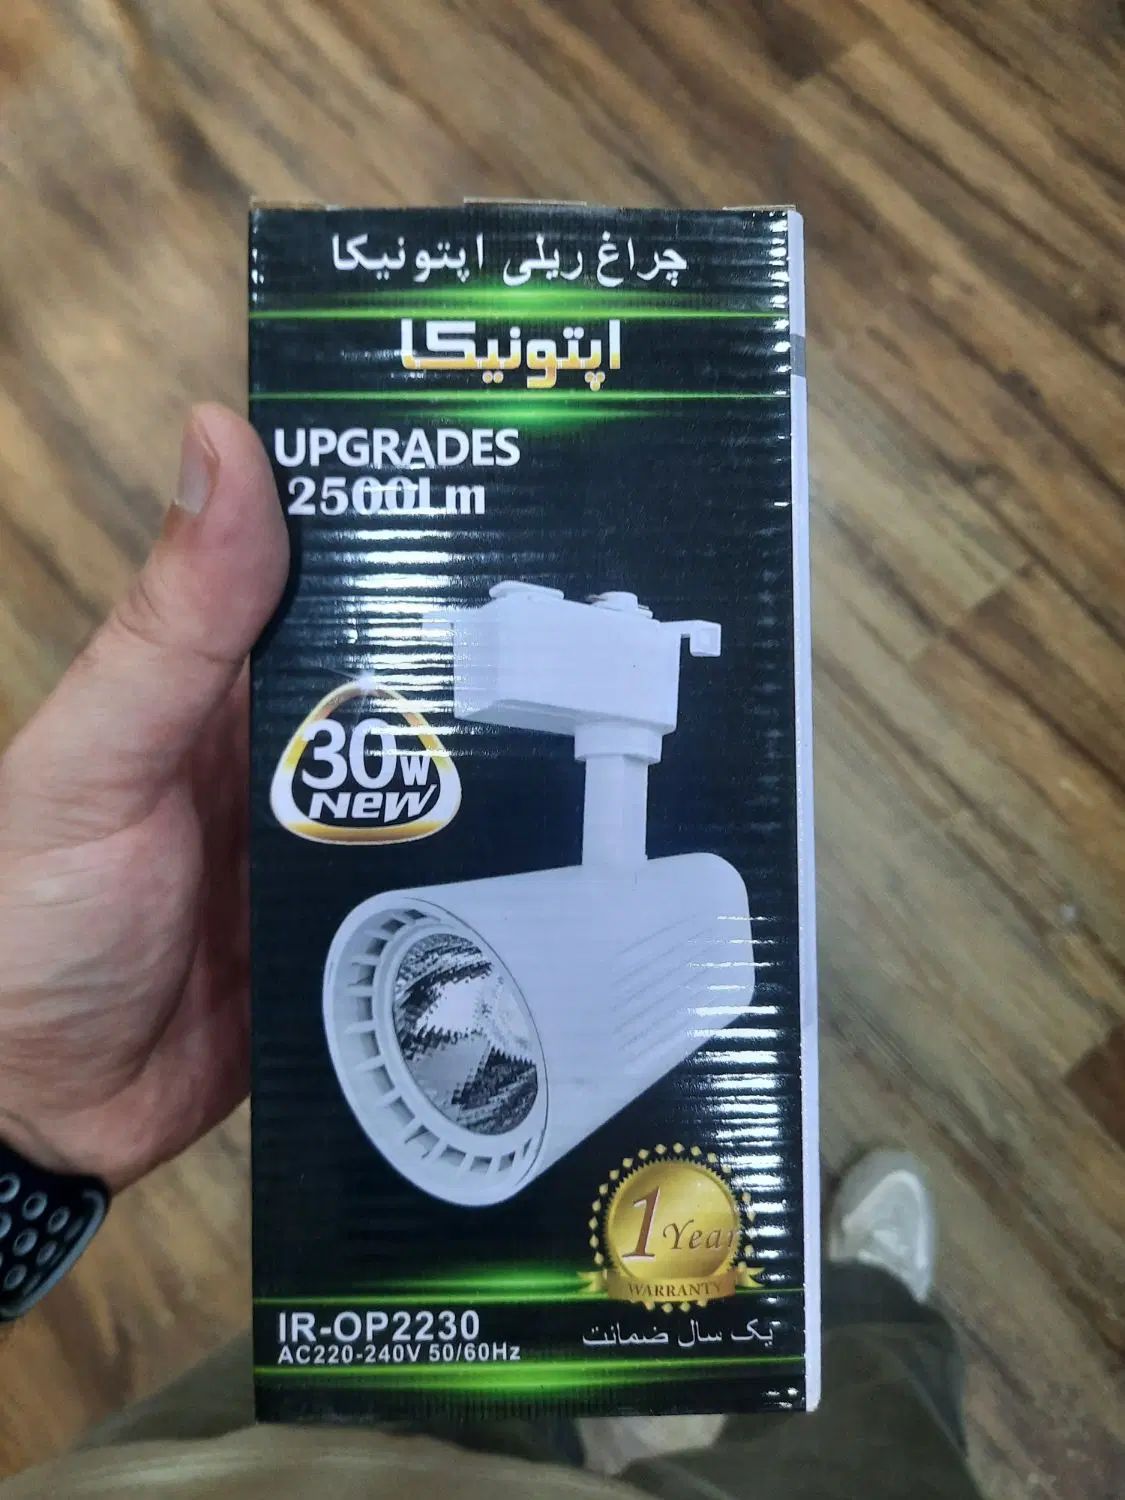 چراغ ریلی اپتونیکا
اپتونیکا
UPGRADES
2500Lm
30W
New
1 Year
WARRANTY
IR-OP2230
AC220-240V 50/60Hz
یک سال ضمانت